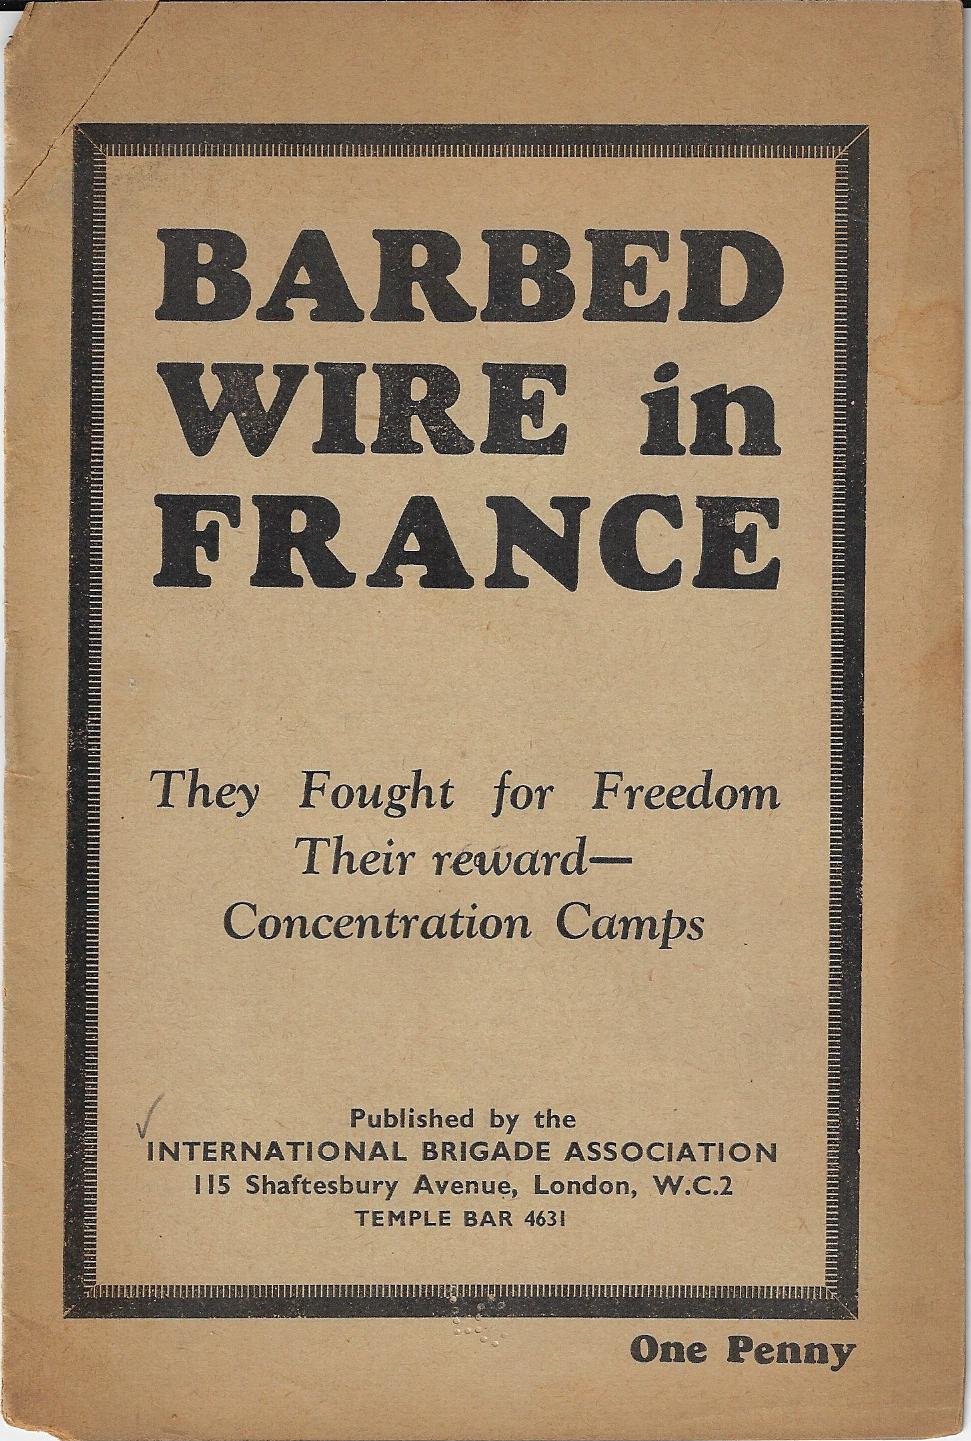 BARBED
WIRE in
FRANCE
They Fought for Freedom
Their reward—
Concentration Camps
Published by the
INTERNATIONAL BRIGADE ASSOCIATION
115 Shaftesbury Avenue, London, W.C.2
TEMPLE BAR 4631
One Penny